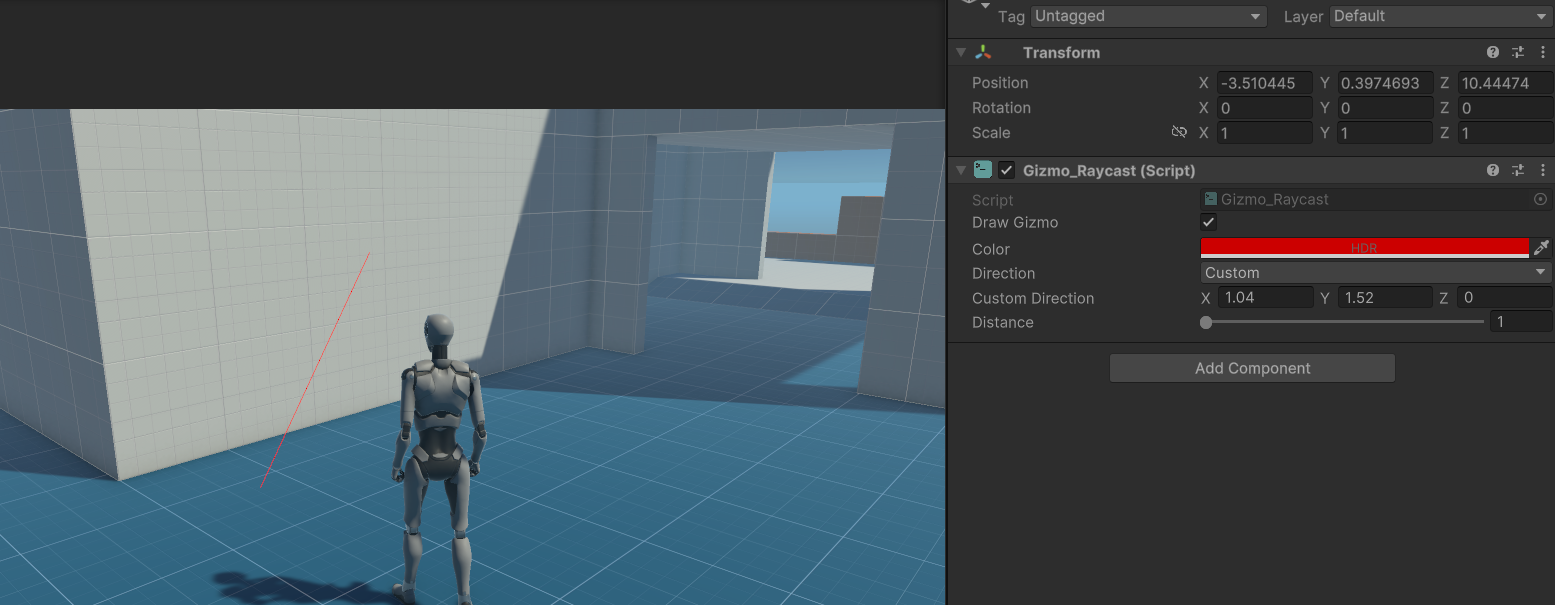 Tag Untagged Layer Default
Transform
Position X -3.510445 Y 0.3974693 Z 10.44474
Rotation X 0 Y 0 Z 0
Scale X 1 Y 1 Z 1
Gizmo_Raycast (Script)
Script Gizmo_Raycast
Draw Gizmo
Color HDR
Direction Custom
Custom Direction X 1.04 Y 1.52 Z 0
Distance 1
Add Component